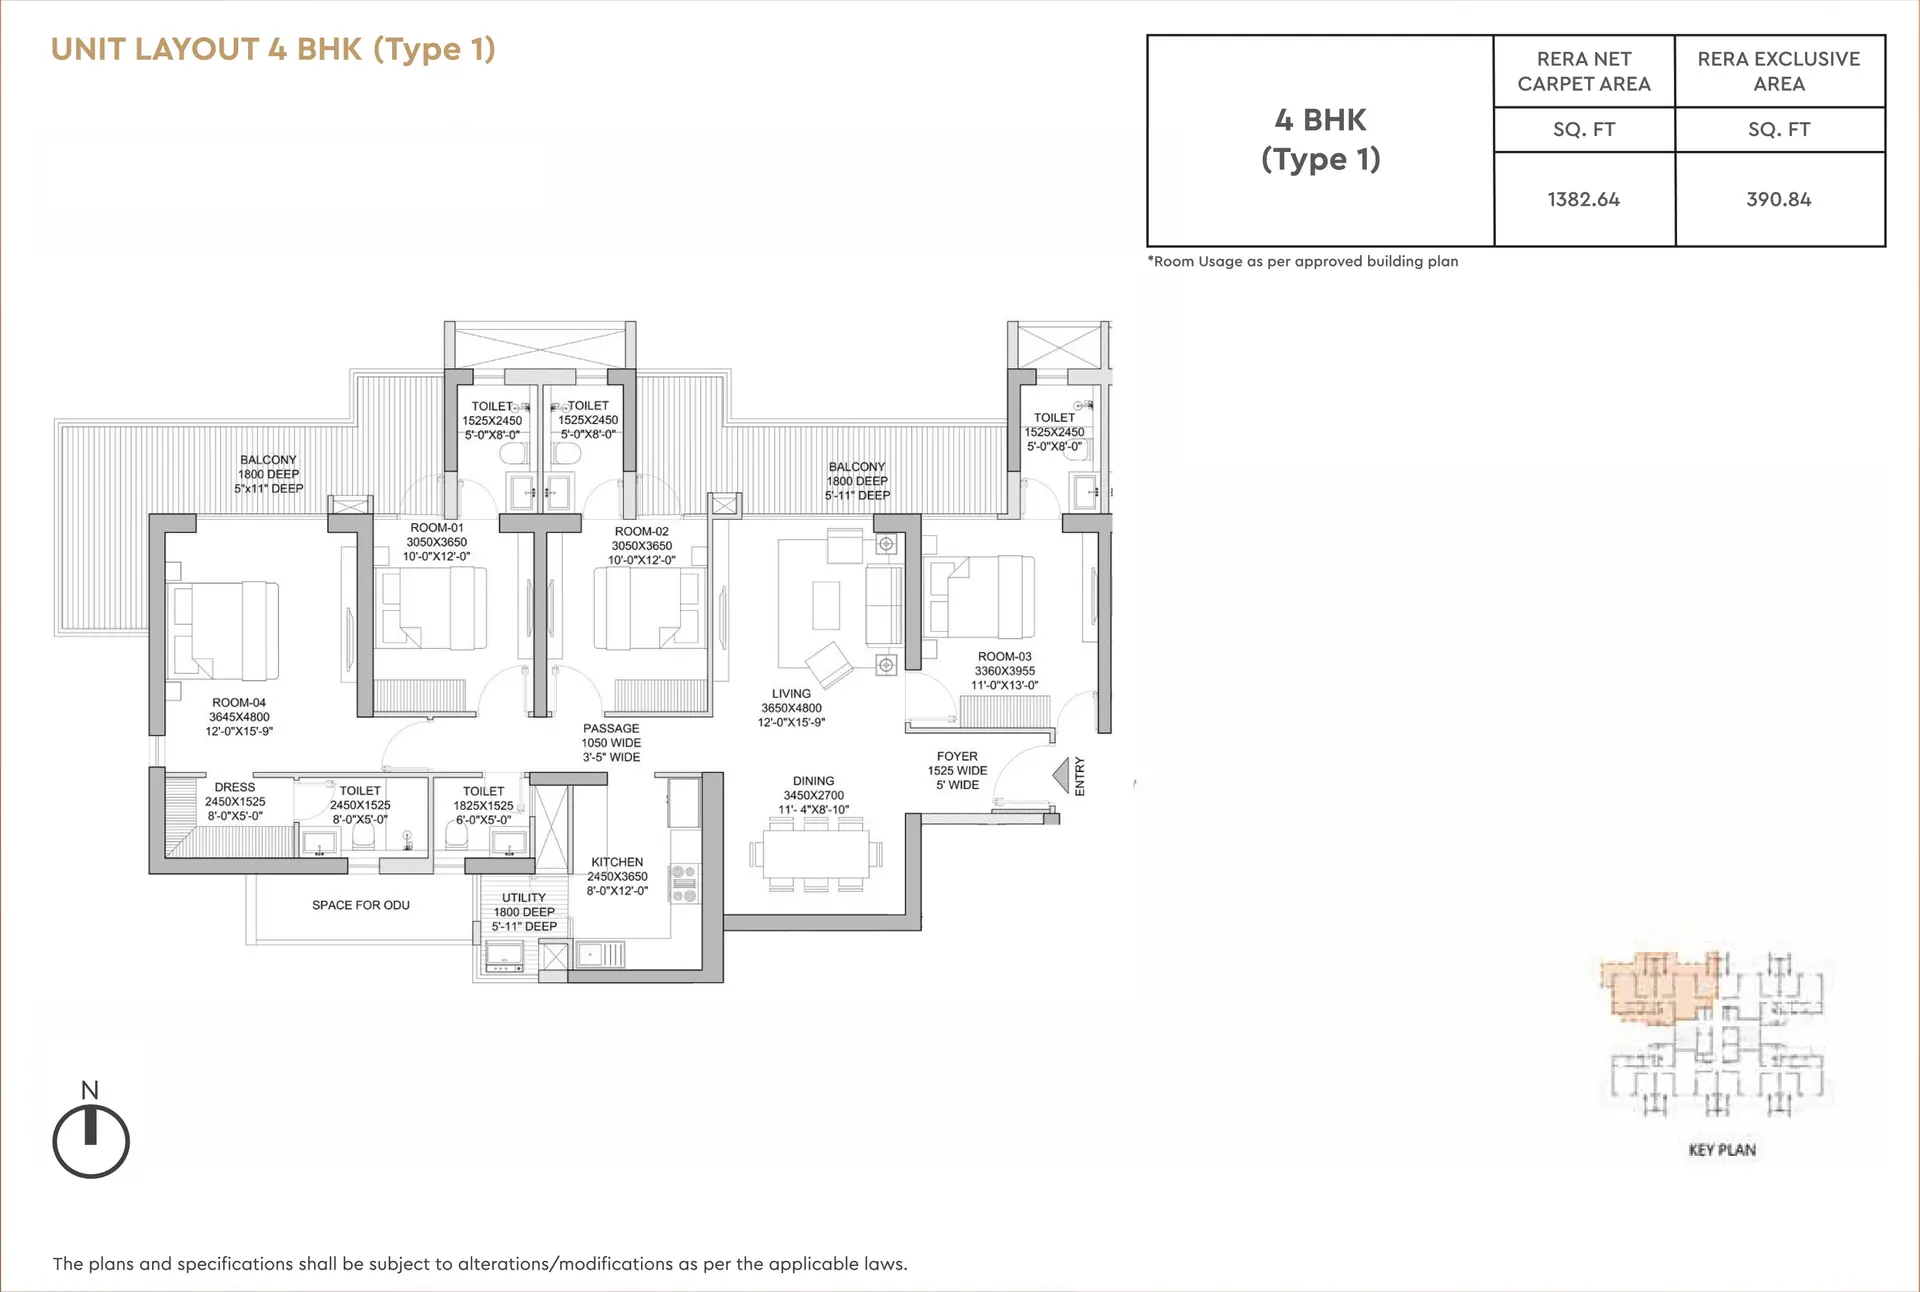 UNIT LAYOUT 4 BHK (Type 1)
4 BHK
(Type 1)
RERA NET
CARPET AREA
RERA EXCLUSIVE
AREA
SQ. FT
SQ. FT
1382.64
390.84
*Room Usage as per approved building plan
TOILET
1525X2450
5'-0"X8'-0"
TOILET
1525X2450
5'-0"X8'-0"
TOILET
1525X2450
5'-0"X8'-0"
BALCONY
1800 DEEP
5"x11" DEEP
BALCONY
1800 DEEP
5'-11" DEEP
ROOM-01
3050X3650
10'-0"X12'-0"
ROOM-02
3050X3650
10'-0"X12'-0"
ROOM-03
3360X3955
11'-0"X13'-0"
ROOM-04
3645X4800
12'-0"X15'-9"
LIVING
3650X4800
12'-0"X15'-9"
PASSAGE
1050 WIDE
3'-5" WIDE
FOYER
1525 WIDE
5' WIDE
ENTRY
DRESS
2450X1525
8'-0"X5'-0"
TOILET
2450X1525
8'-0"X5'-0"
TOILET
1825X1525
6'-0"X5'-0"
DINING
3450X2700
11'- 4"X8'-10"
KITCHEN
2450X3650
8'-0"X12'-0"
UTILITY
1800 DEEP
5'-11" DEEP
SPACE FOR ODU
N
KEY PLAN
The plans and specifications shall be subject to alterations/modifications as per the applicable laws.